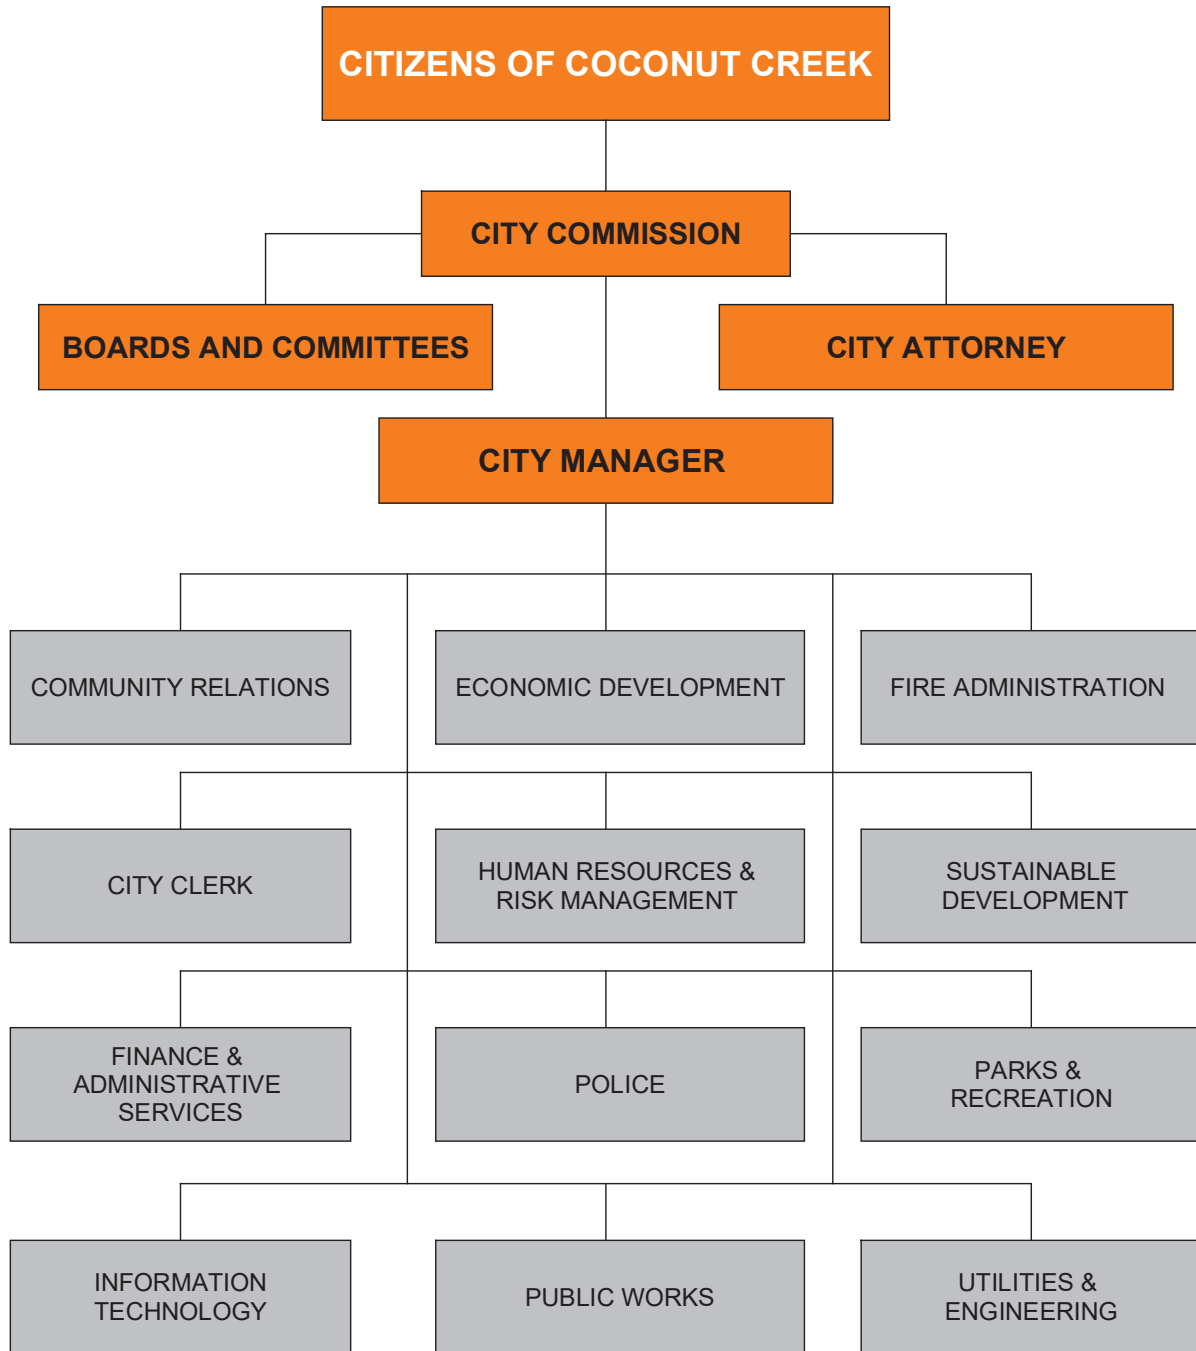 CITIZENS OF COCONUT CREEK
CITY COMMISSION
BOARDS AND COMMITTEES
CITY ATTORNEY
CITY MANAGER
COMMUNITY RELATIONS
ECONOMIC DEVELOPMENT
FIRE ADMINISTRATION
CITY CLERK
HUMAN RESOURCES &
RISK MANAGEMENT
SUSTAINABLE
DEVELOPMENT
FINANCE &
ADMINISTRATIVE
SERVICES
POLICE
PARKS &
RECREATION
INFORMATION
TECHNOLOGY
PUBLIC WORKS
UTILITIES &
ENGINEERING